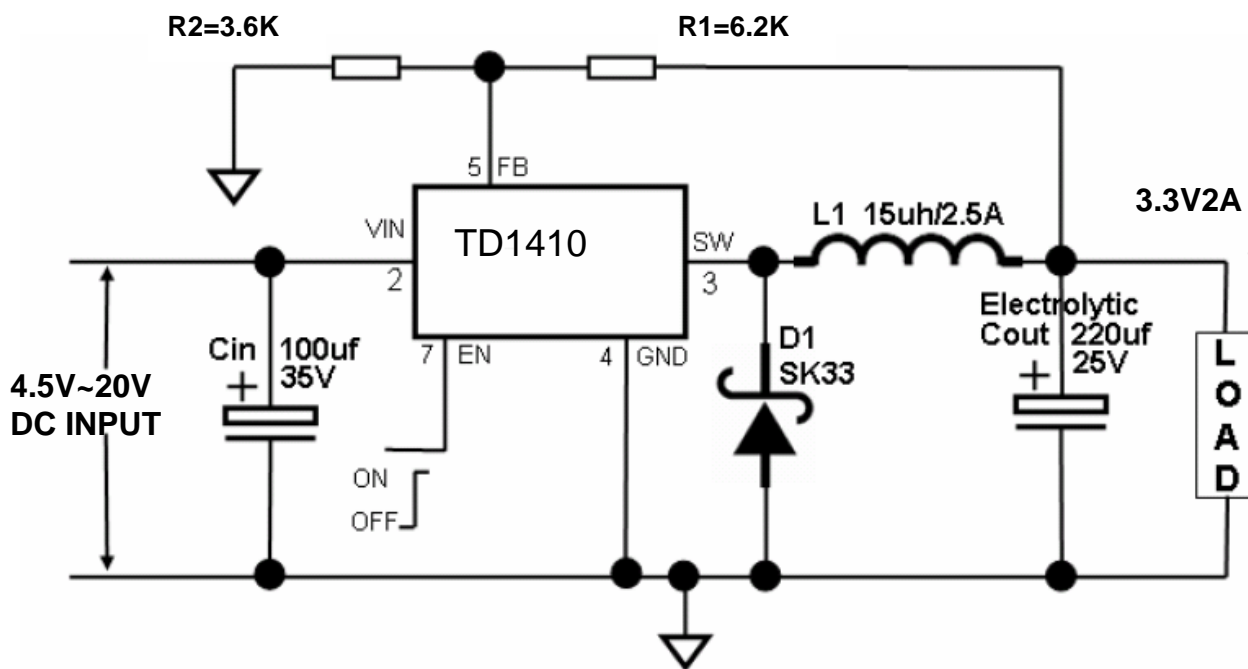 R2=3.6K
R1=6.2K
5
FB
VIN
TD1410
SW
2
3
L1 15uh/2.5A
3.3V2A
7
EN
4
GND
Cin
100uf
35V
+
4.5V~20V
DC INPUT
D1
SK33
Electrolytic
Cout 220uf
25V
+
L
O
A
D
ON
OFF